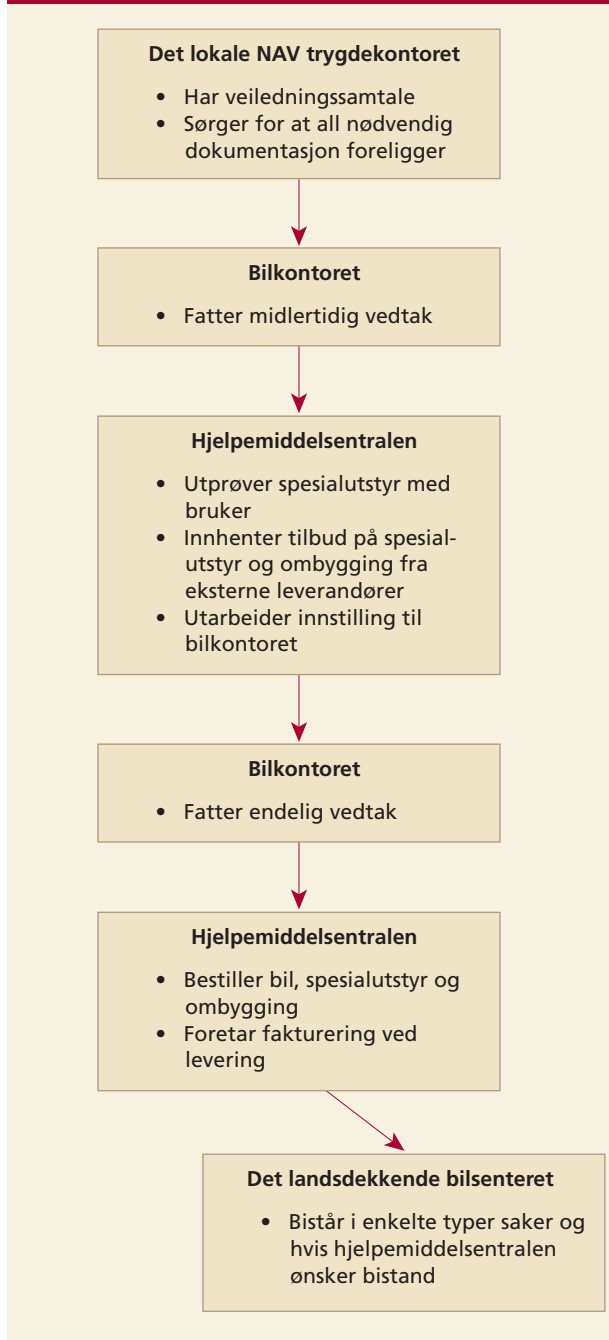 Det lokale NAV trygdekontoret
• Har veiledningssamtale
• Sørger for at all nødvendig
dokumentasjon foreligger
Bilkontoret
• Fatter midlertidig vedtak
Hjelpemiddelsentralen
• Utprøver spesialutstyr med
bruker
• Innhenter tilbud på spesial-
utstyr og ombygging fra
eksterne leverandører
• Utarbeider innstilling til
bilkontoret
Bilkontoret
• Fatter endelig vedtak
Hjelpemiddelsentralen
• Bestiller bil, spesialutstyr og
ombygging
• Foretar fakturering ved
levering
Det landsdekkende bilsenteret
• Bistår i enkelte typer saker og
hvis hjelpemiddelsentralen
ønsker bistand